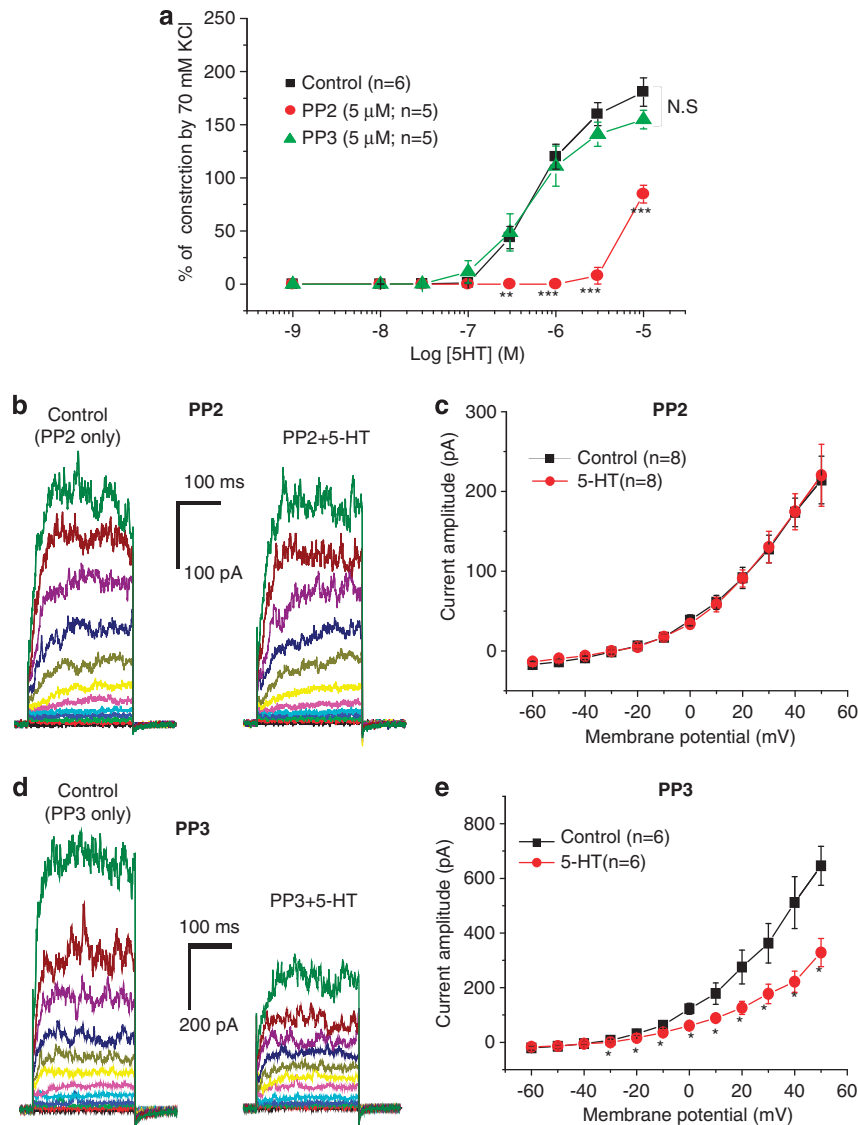 a
% of constrction by 70 mM KCl
250
200
150
100
50
0
Control (n=6)
PP2 (5 μM; n=5)
PP3 (5 μM; n=5)
N.S
**
***
***
***
-9
-8
-7
-6
-5
Log [5HT] (M)
b
Control
(PP2 only)
PP2
100 ms
100 pA
PP2+5-HT
c
PP2
Current amplitude (pA)
300
200
100
0
Control (n=8)
5-HT(n=8)
-60
-40
-20
0
20
40
60
Membrane potential (mV)
d
Control
(PP3 only)
PP3
100 ms
200 pA
PP3+5-HT
e
PP3
Current amplitude (pA)
800
600
400
200
0
Control (n=6)
5-HT(n=6)
*
*
*
*
*
*
*
*
*
-60
-40
-20
0
20
40
60
Membrane potential (mV)